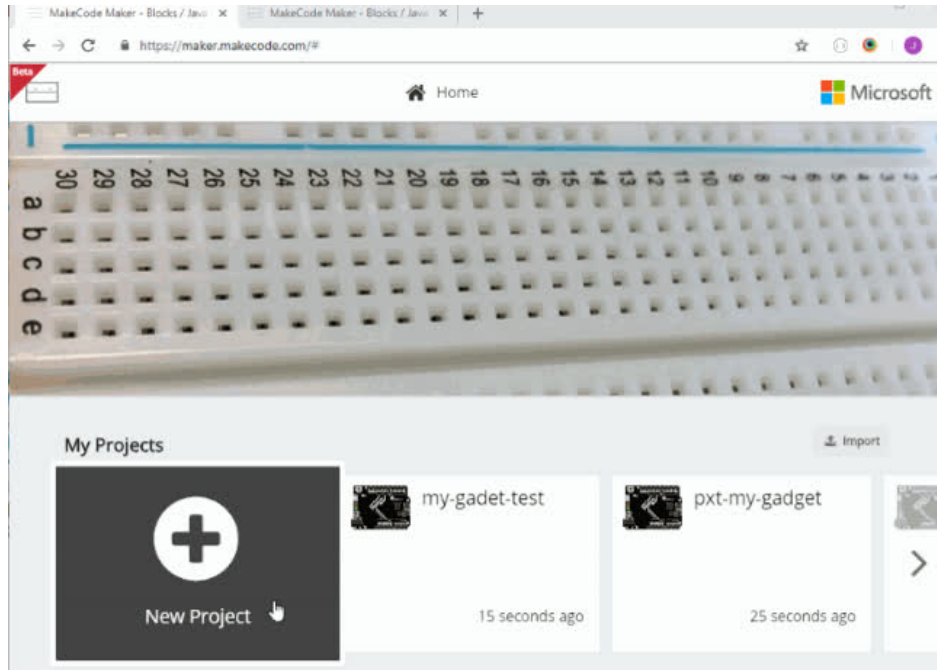 MakeCode Maker - Blocks / Java
MakeCode Maker - Blocks / Java
https://maker.makecode.com/#
Beta
Home
Microsoft
30 29 28 27 26 25 24 23 22 21 20 19 18 17 16 15 14 13 12 11 10 9 8 7 6 5 4 3 2 1
a
b
c
d
e
My Projects
Import
my-gadet-test
pxt-my-gadget
New Project
15 seconds ago
25 seconds ago